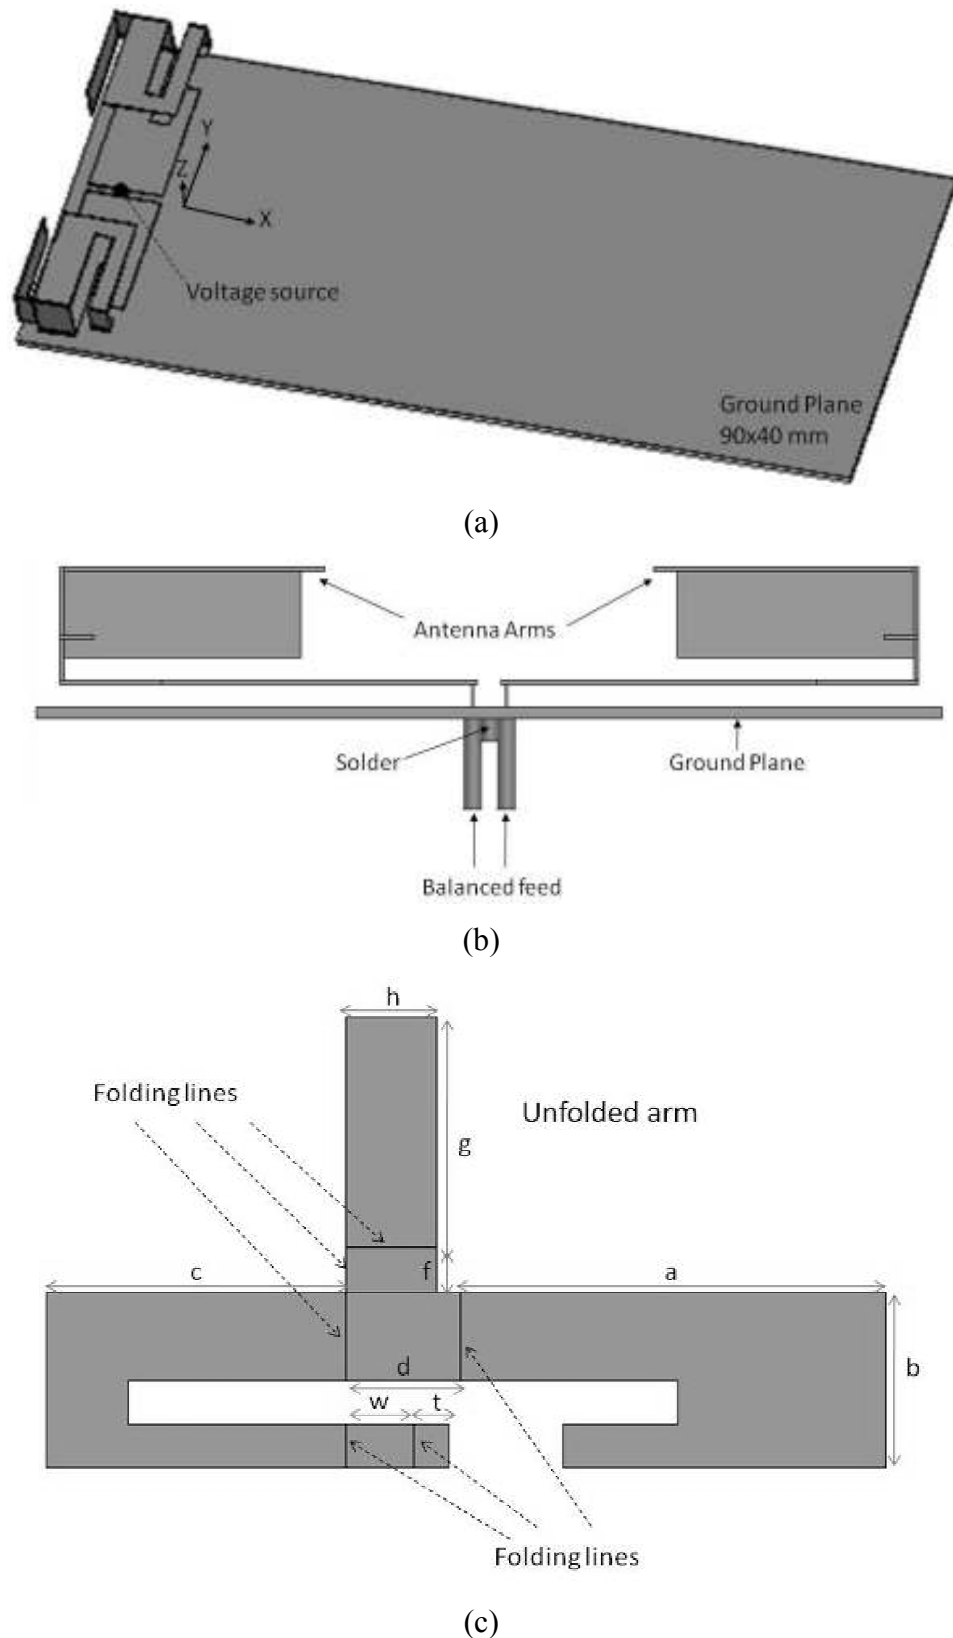 Y
Z
X
Voltage source
Ground Plane
90x40 mm
(a)
Antenna Arms
Solder
Ground Plane
Balanced feed
(b)
h
Folding lines
Unfolded arm
g
c
f
a
d
b
w
t
Folding lines
(c)